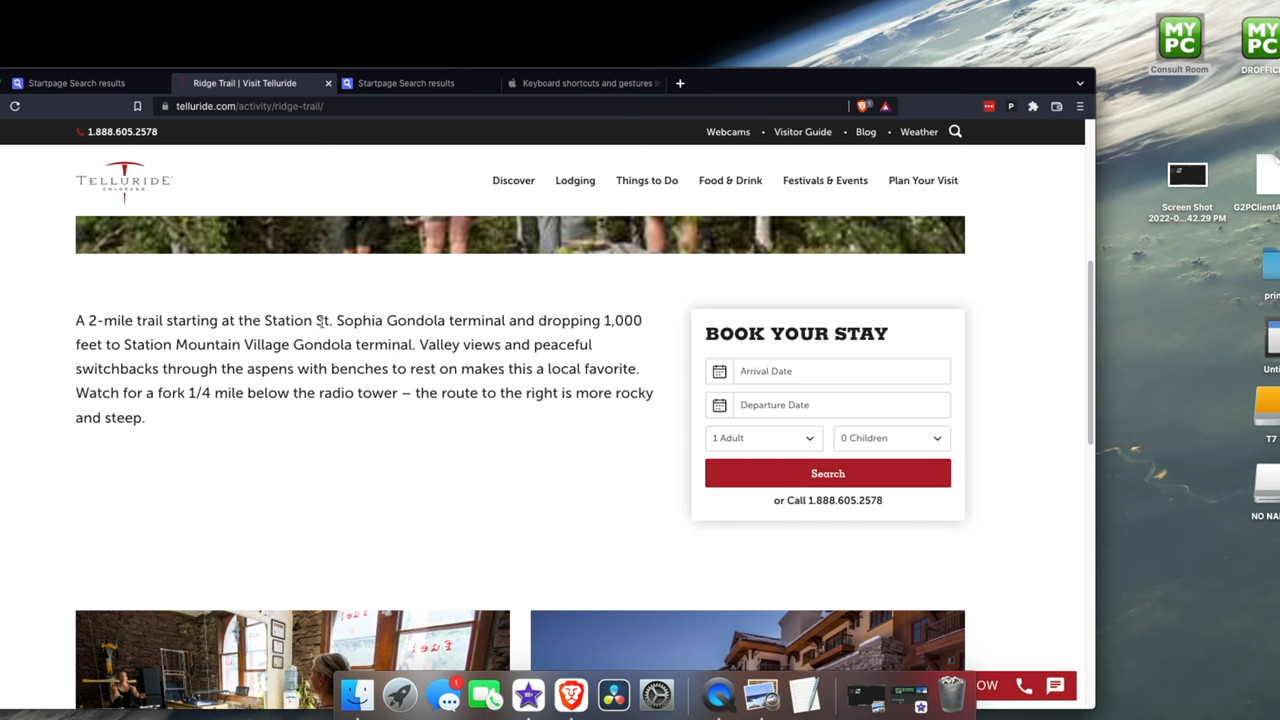 Startpage Search results
Ridge Trail | Visit Telluride
Startpage Search results
Keyboard shortcuts and gestures i
telluride.com/activity/ridge-trail/
1.888.605.2578
Webcams • Visitor Guide • Blog • Weather
TELLURIDE
COLORADO
Discover Lodging Things to Do Food & Drink Festivals & Events Plan Your Visit
A 2-mile trail starting at the Station St. Sophia Gondola terminal and dropping 1,000
feet to Station Mountain Village Gondola terminal. Valley views and peaceful
switchbacks through the aspens with benches to rest on makes this a local favorite.
Watch for a fork 1/4 mile below the radio tower – the route to the right is more rocky
and steep.
BOOK YOUR STAY
Arrival Date
Departure Date
1 Adult 0 Children
Search
or Call 1.888.605.2578
OW
1
MY
PC
Consult Room
MY
PC
DROFFIC
Screen Shot
2022-0...42.29 PM
G2PClientA
prin
Unti
T7
NO NA